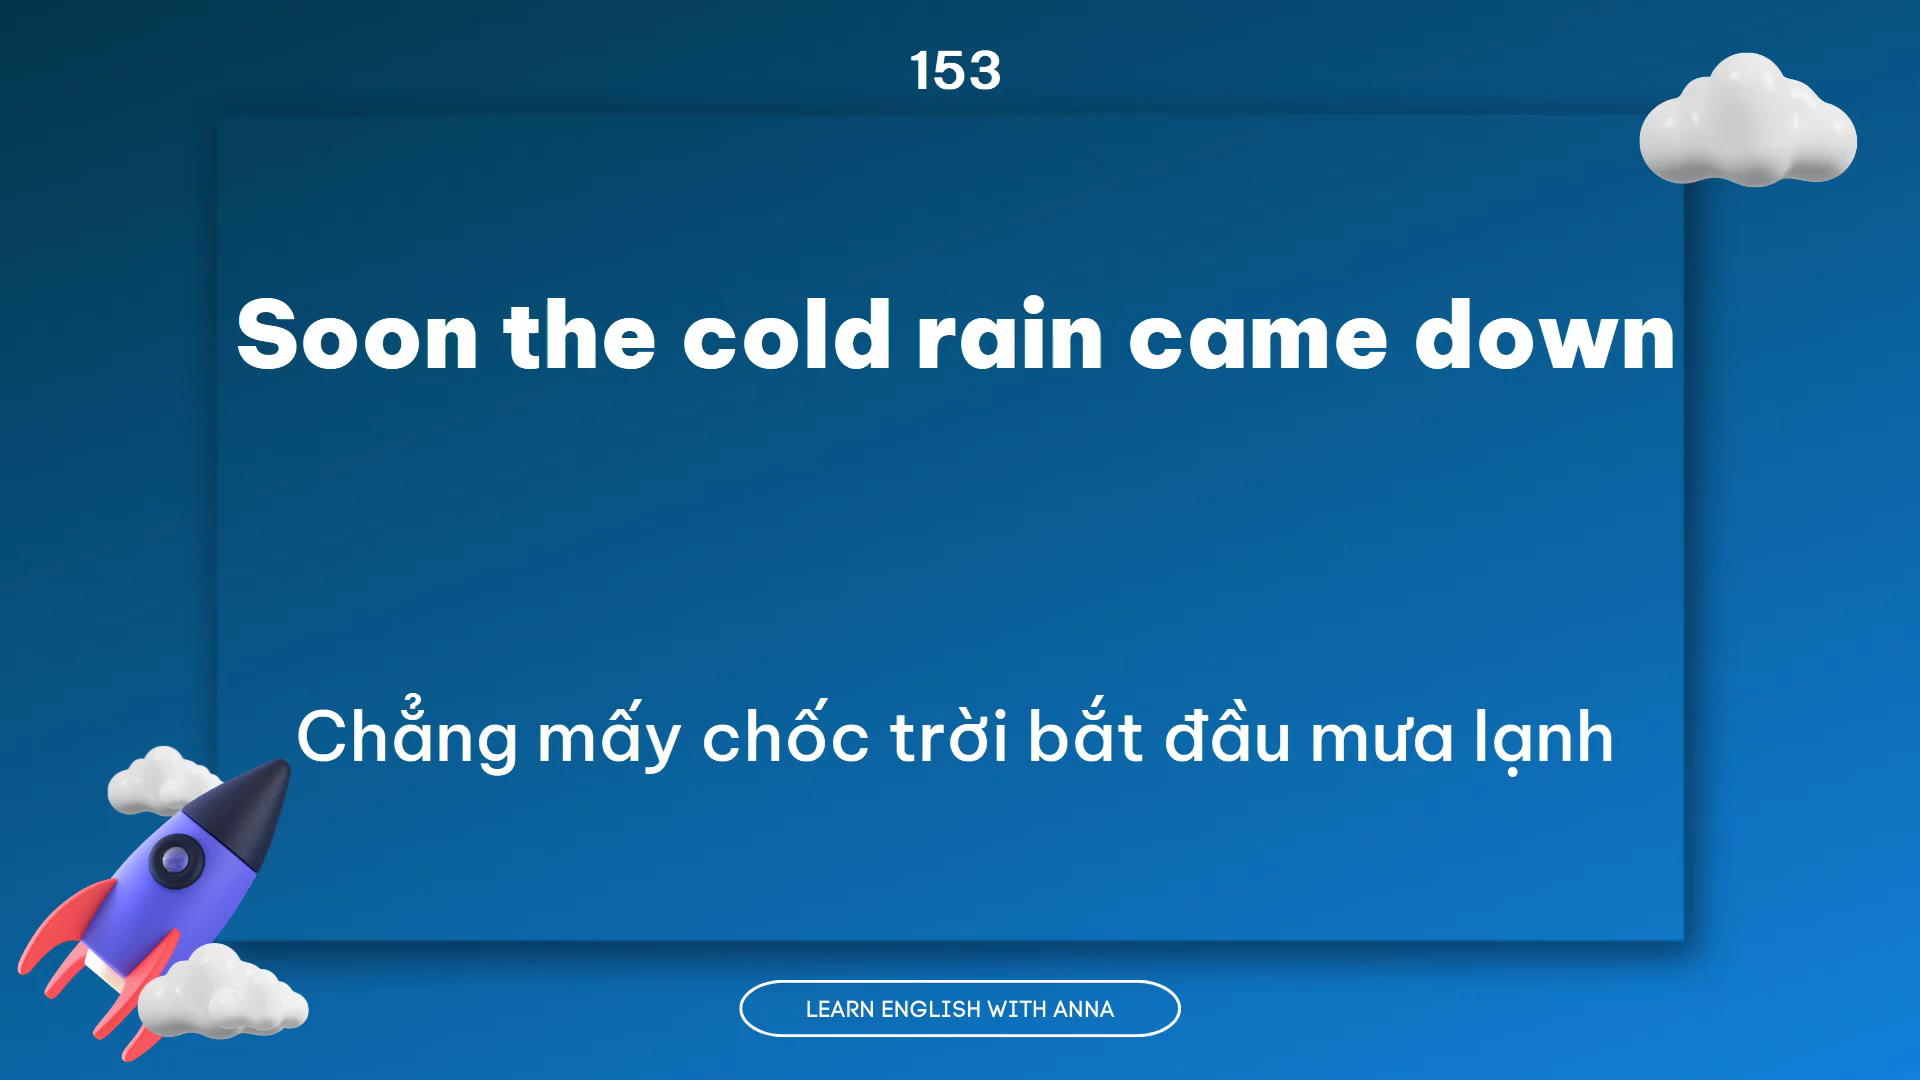 153
Soon the cold rain came down
Chẳng mấy chốc trời bắt đầu mưa lạnh
LEARN ENGLISH WITH ANNA